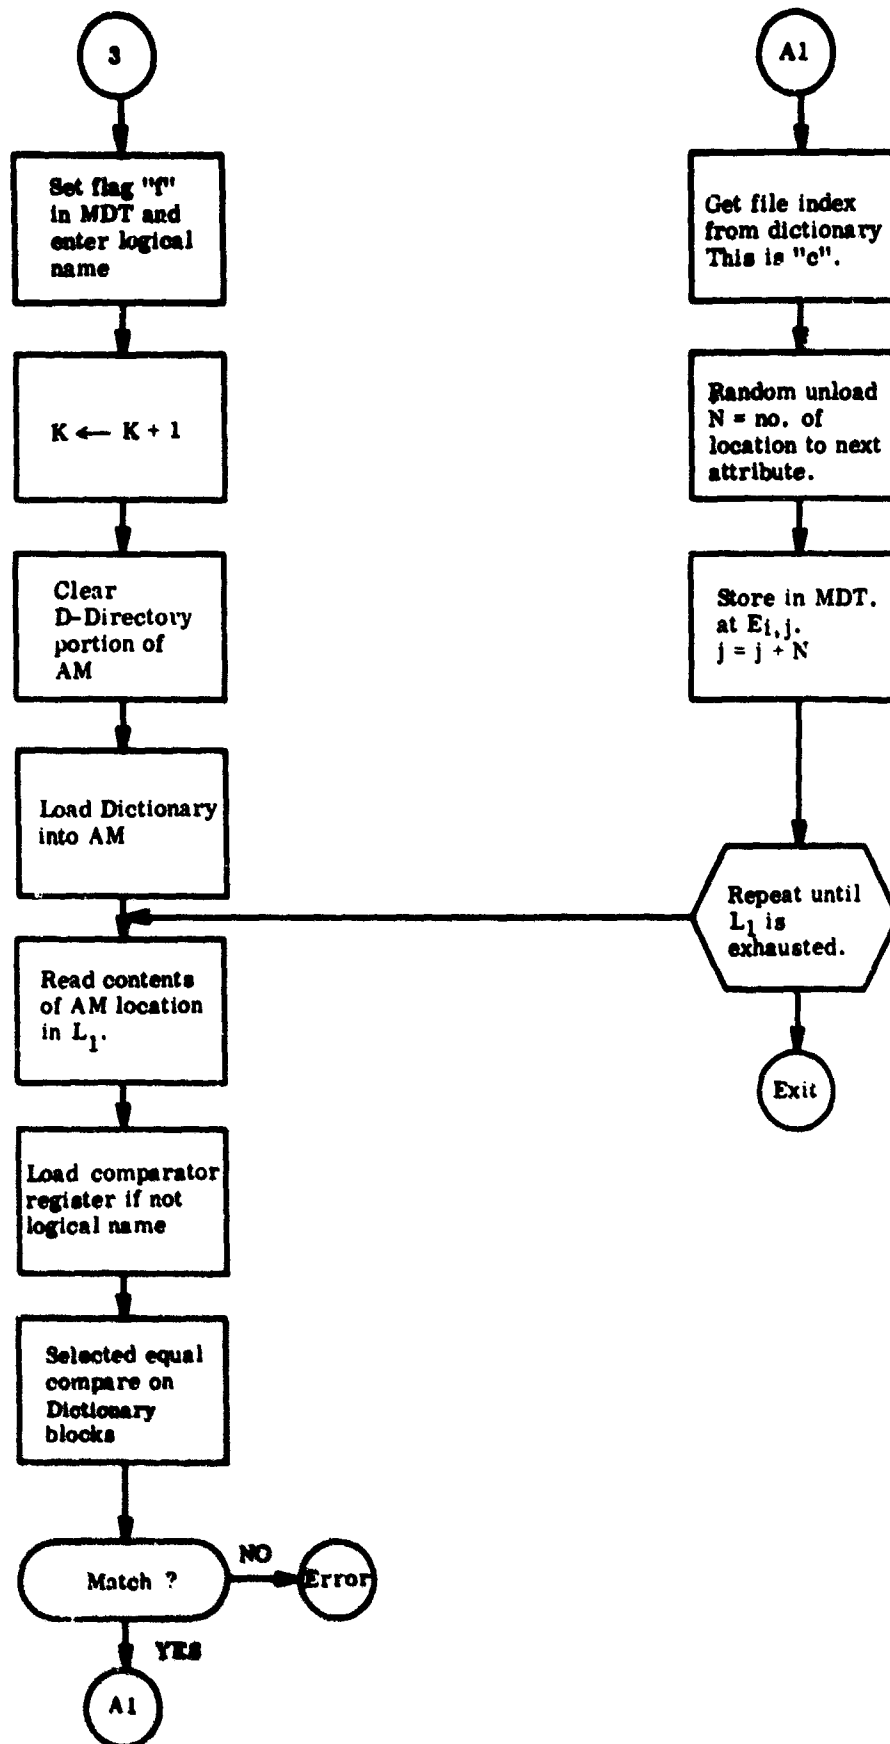 3
Set flag "f"
in MDT and
enter logical
name
K ← K + 1
Clear
D-Directory
portion of
AM
Load Dictionary
into AM
Read contents
of AM location
in L1.
Load comparator
register if not
logical name
Selected equal
compare on
Dictionary
blocks
Match ?
NO
Error
YES
A1
A1
Get file index
from dictionary
This is "c".
Random unload
N = no. of
location to next
attribute.
Store in MDT.
at Ei,j.
j = j + N
Repeat until
L1 is
exhausted.
Exit